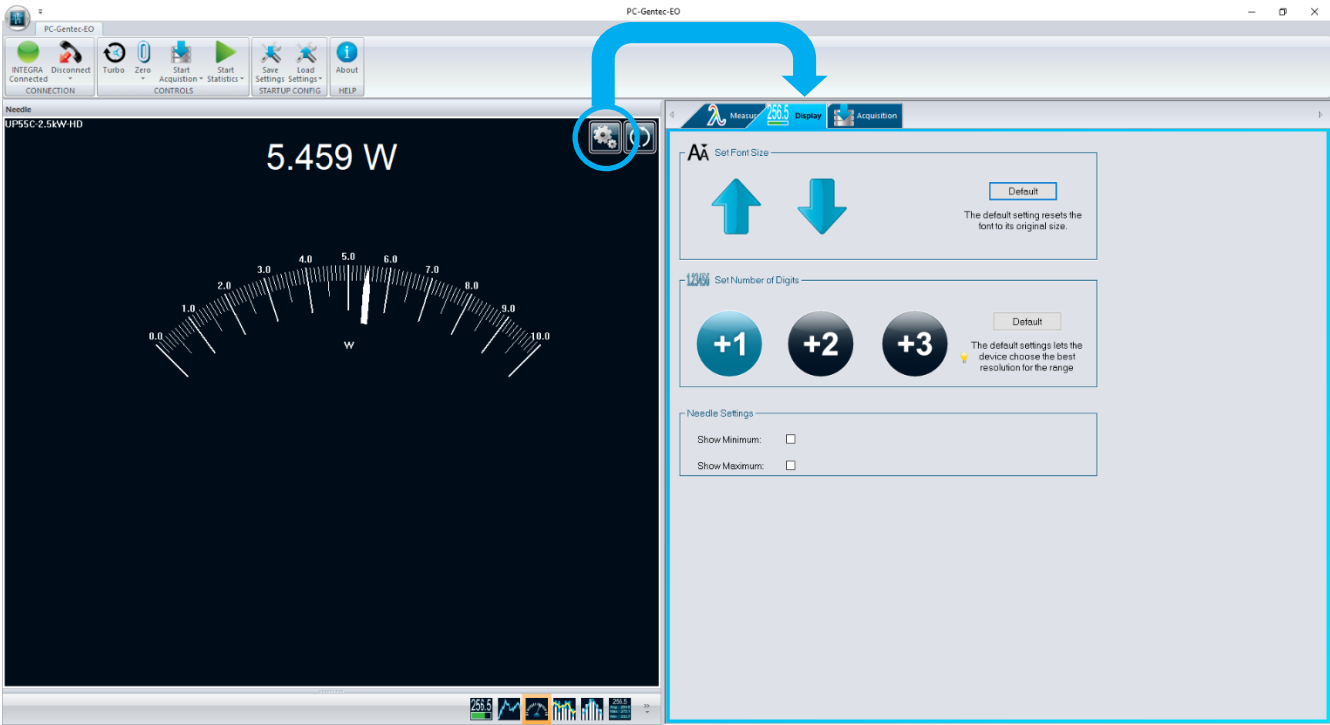 PC-Gentec-EO
PC-Gentec-EO
INTEGRA
Connected
Disconnect
Turbo
Zero
Start
Acquistion
Start
Statistics
Save
Settings
Load
Settings
About
CONNECTION
CONTROLS
STARTUP CONFIG
HELP
Needle
UP55C-2.5kW-HD
5.459 W
0.0
1.0
2.0
3.0
4.0
5.0
6.0
7.0
8.0
9.0
10.0
W
256.5
Measur
256.5
Display
Acquisition
AA Set Font Size
Default
The default setting resets the
font to its original size.
1.23456 Set Number of Digits
+1
+2
+3
Default
The default settings lets the
device choose the best
resolution for the range
Needle Settings
Show Minimum:
Show Maximum: